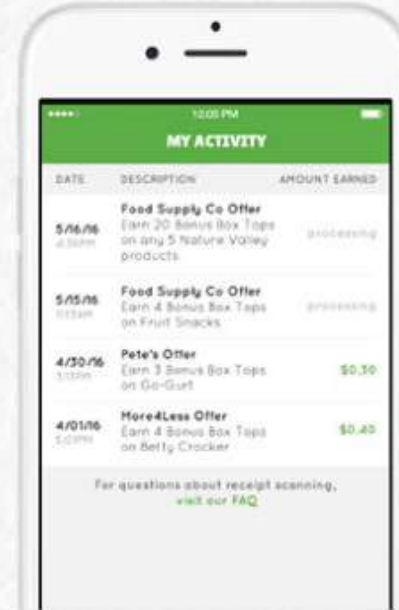 12:00 PM
MY ACTIVITY
DATE DESCRIPTION AMOUNT EARNED
5/16/16 Food Supply Co Offer
Earn 20 Bonus Box Tops
on any 5 Nature Valley
products
processing
5/15/16 Food Supply Co Offer
Earn 4 Bonus Box Tops
on Fruit Snacks
processing
4/30/16 Pete's Offer
Earn 3 Bonus Box Tops
on Go-Gurt
$0.30
4/01/16 More4Less Offer
Earn 4 Bonus Box Tops
on Betty Crocker
$0.40
For questions about receipt scanning,
visit our FAQ